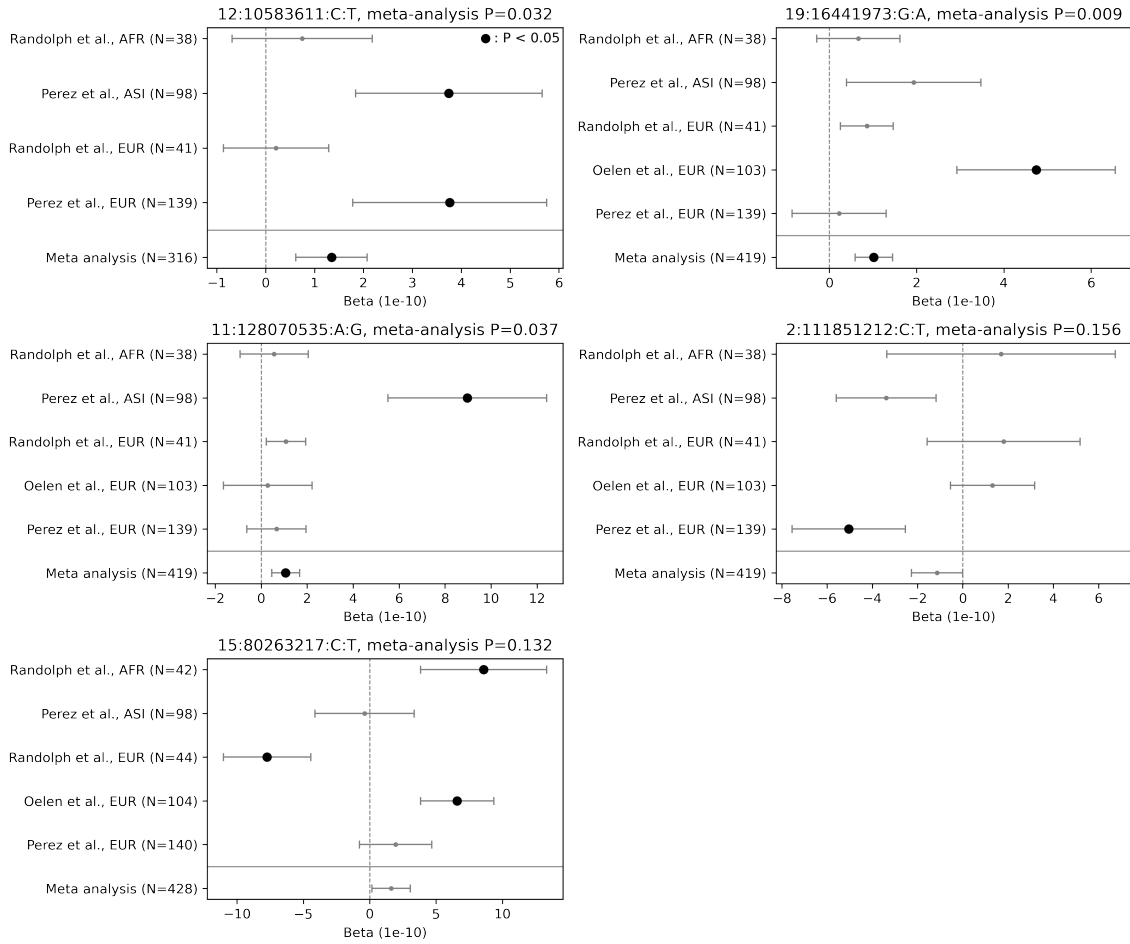 12:10583611:C:T, meta-analysis P=0.032
: P < 0.05
Randolph et al., AFR (N=38)
Perez et al., ASI (N=98)
Randolph et al., EUR (N=41)
Perez et al., EUR (N=139)
Meta analysis (N=316)
−1 0 1 2 3 4 5 6
Beta (1e-10)
19:16441973:G:A, meta-analysis P=0.009
Randolph et al., AFR (N=38)
Perez et al., ASI (N=98)
Randolph et al., EUR (N=41)
Oelen et al., EUR (N=103)
Perez et al., EUR (N=139)
Meta analysis (N=419)
0 2 4 6
Beta (1e-10)
11:128070535:A:G, meta-analysis P=0.037
Randolph et al., AFR (N=38)
Perez et al., ASI (N=98)
Randolph et al., EUR (N=41)
Oelen et al., EUR (N=103)
Perez et al., EUR (N=139)
Meta analysis (N=419)
−2 0 2 4 6 8 10 12
Beta (1e-10)
2:111851212:C:T, meta-analysis P=0.156
Randolph et al., AFR (N=38)
Perez et al., ASI (N=98)
Randolph et al., EUR (N=41)
Oelen et al., EUR (N=103)
Perez et al., EUR (N=139)
Meta analysis (N=419)
−8 −6 −4 −2 0 2 4 6
Beta (1e-10)
15:80263217:C:T, meta-analysis P=0.132
Randolph et al., AFR (N=42)
Perez et al., ASI (N=98)
Randolph et al., EUR (N=44)
Oelen et al., EUR (N=104)
Perez et al., EUR (N=140)
Meta analysis (N=428)
−10 −5 0 5 10
Beta (1e-10)